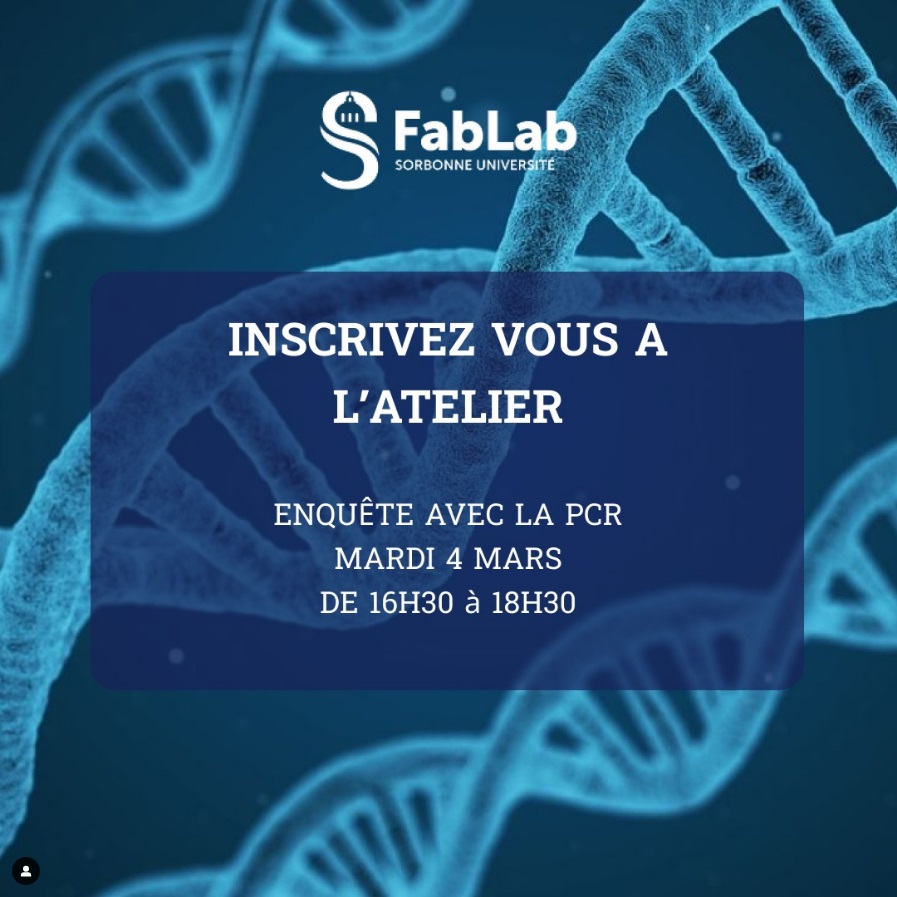 FabLab
SORBONNE UNIVERSITÉ
INSCRIVEZ VOUS A
L’ATELIER
ENQUÊTE AVEC LA PCR
MARDI 4 MARS
DE 16H30 à 18H30